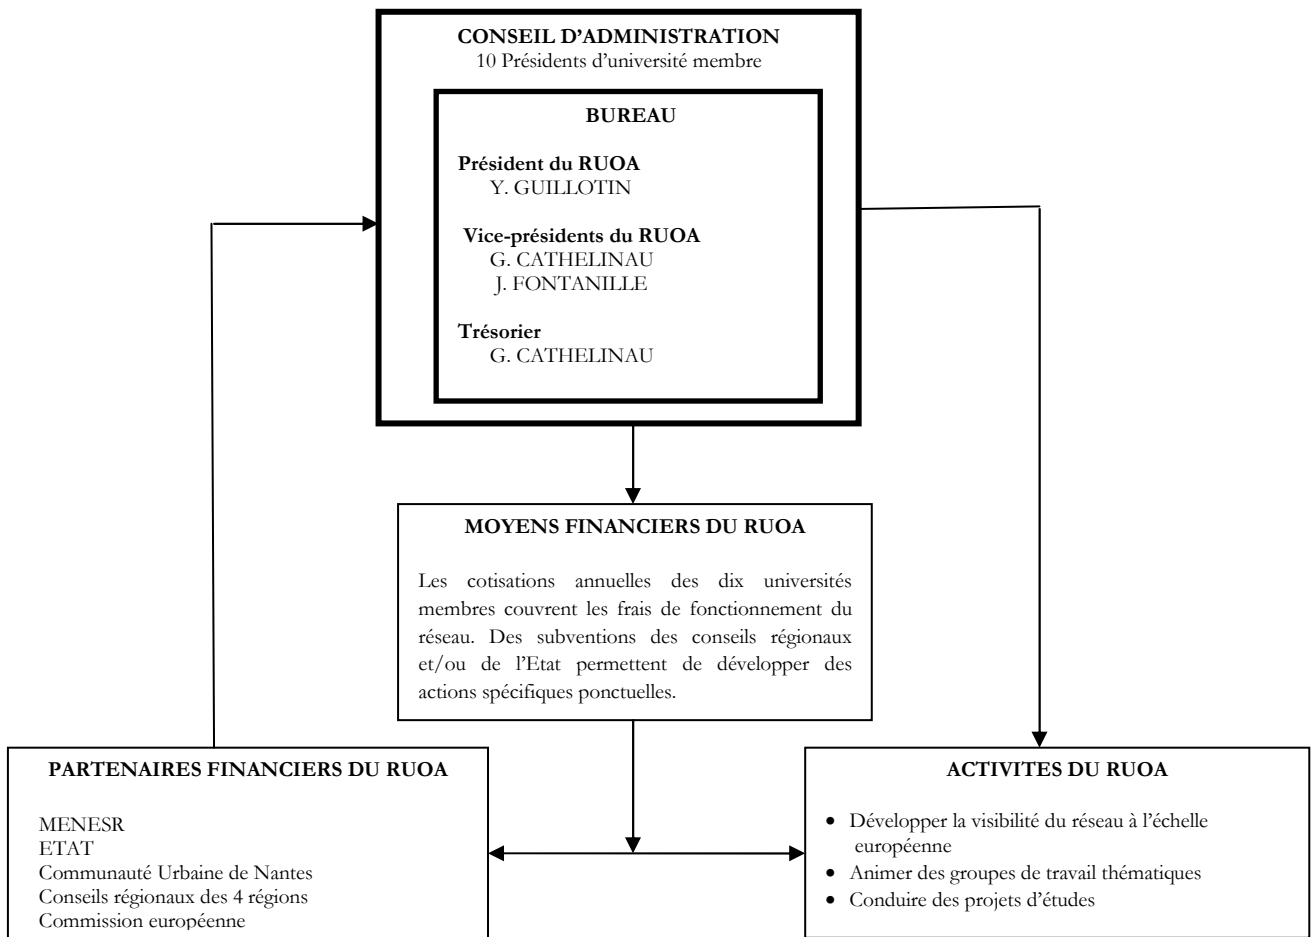 CONSEIL D'ADMINISTRATION
10 Présidents d'université membre
BUREAU
Président du RUOA
Y. GUILLOTIN
Vice-présidents du RUOA
G. CATHELINAU
J. FONTANILLE
Trésorier
G. CATHELINAU
MOYENS FINANCIERS DU RUOA
Les cotisations annuelles des dix universités
membres couvrent les frais de fonctionnement du
réseau. Des subventions des conseils régionaux
et/ou de l'Etat permettent de développer des
actions spécifiques ponctuelles.
PARTENAIRES FINANCIERS DU RUOA
MENESR
ETAT
Communauté Urbaine de Nantes
Conseils régionaux des 4 régions
Commission européenne
ACTIVITES DU RUOA
• Développer la visibilité du réseau à l'échelle
européenne
• Animer des groupes de travail thématiques
• Conduire des projets d'études